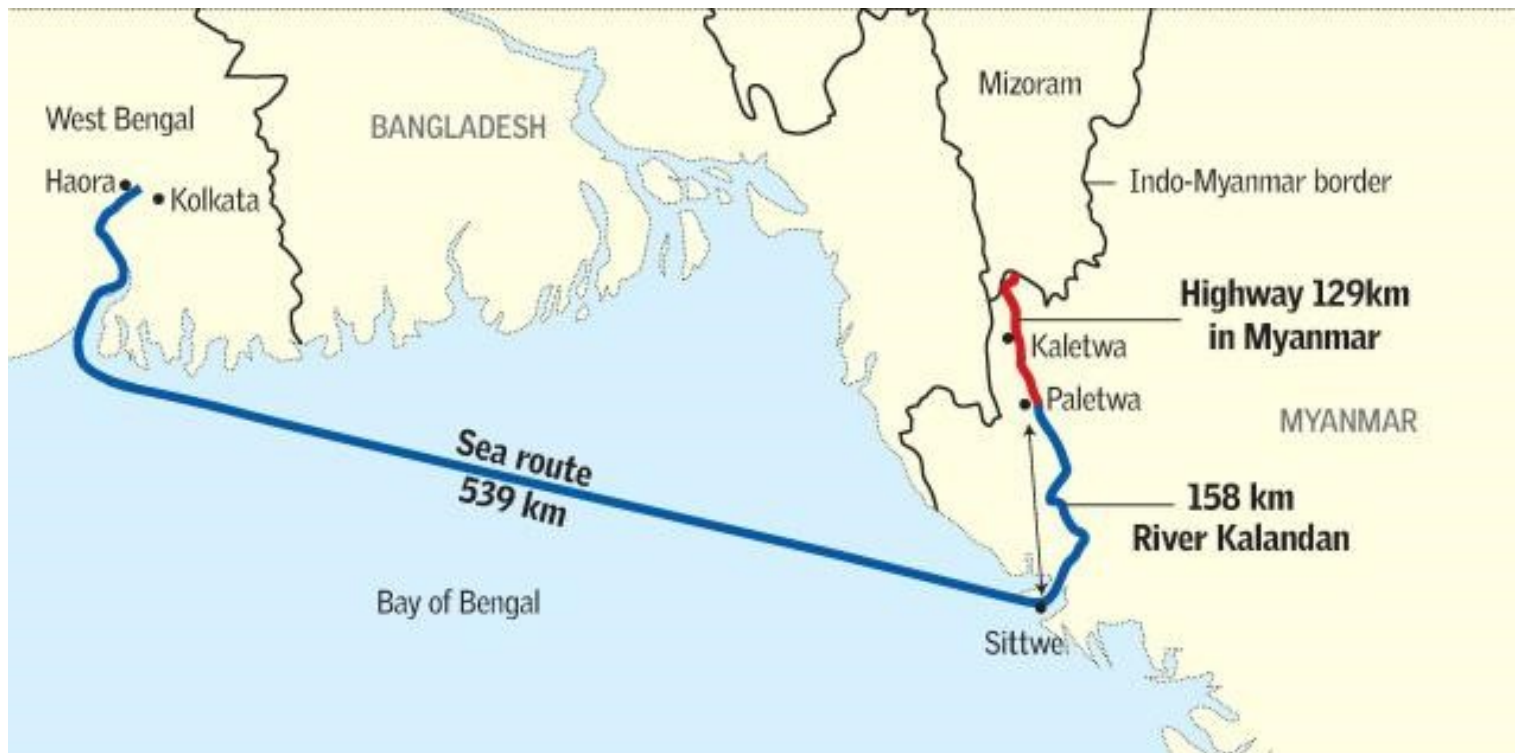 West Bengal
BANGLADESH
Mizoram
Haora
Kolkata
Indo-Myanmar border
Highway 129km
in Myanmar
Kaletwa
Paletwa
MYANMAR
Sea route
539 km
158 km
River Kalandan
Bay of Bengal
Sittwe